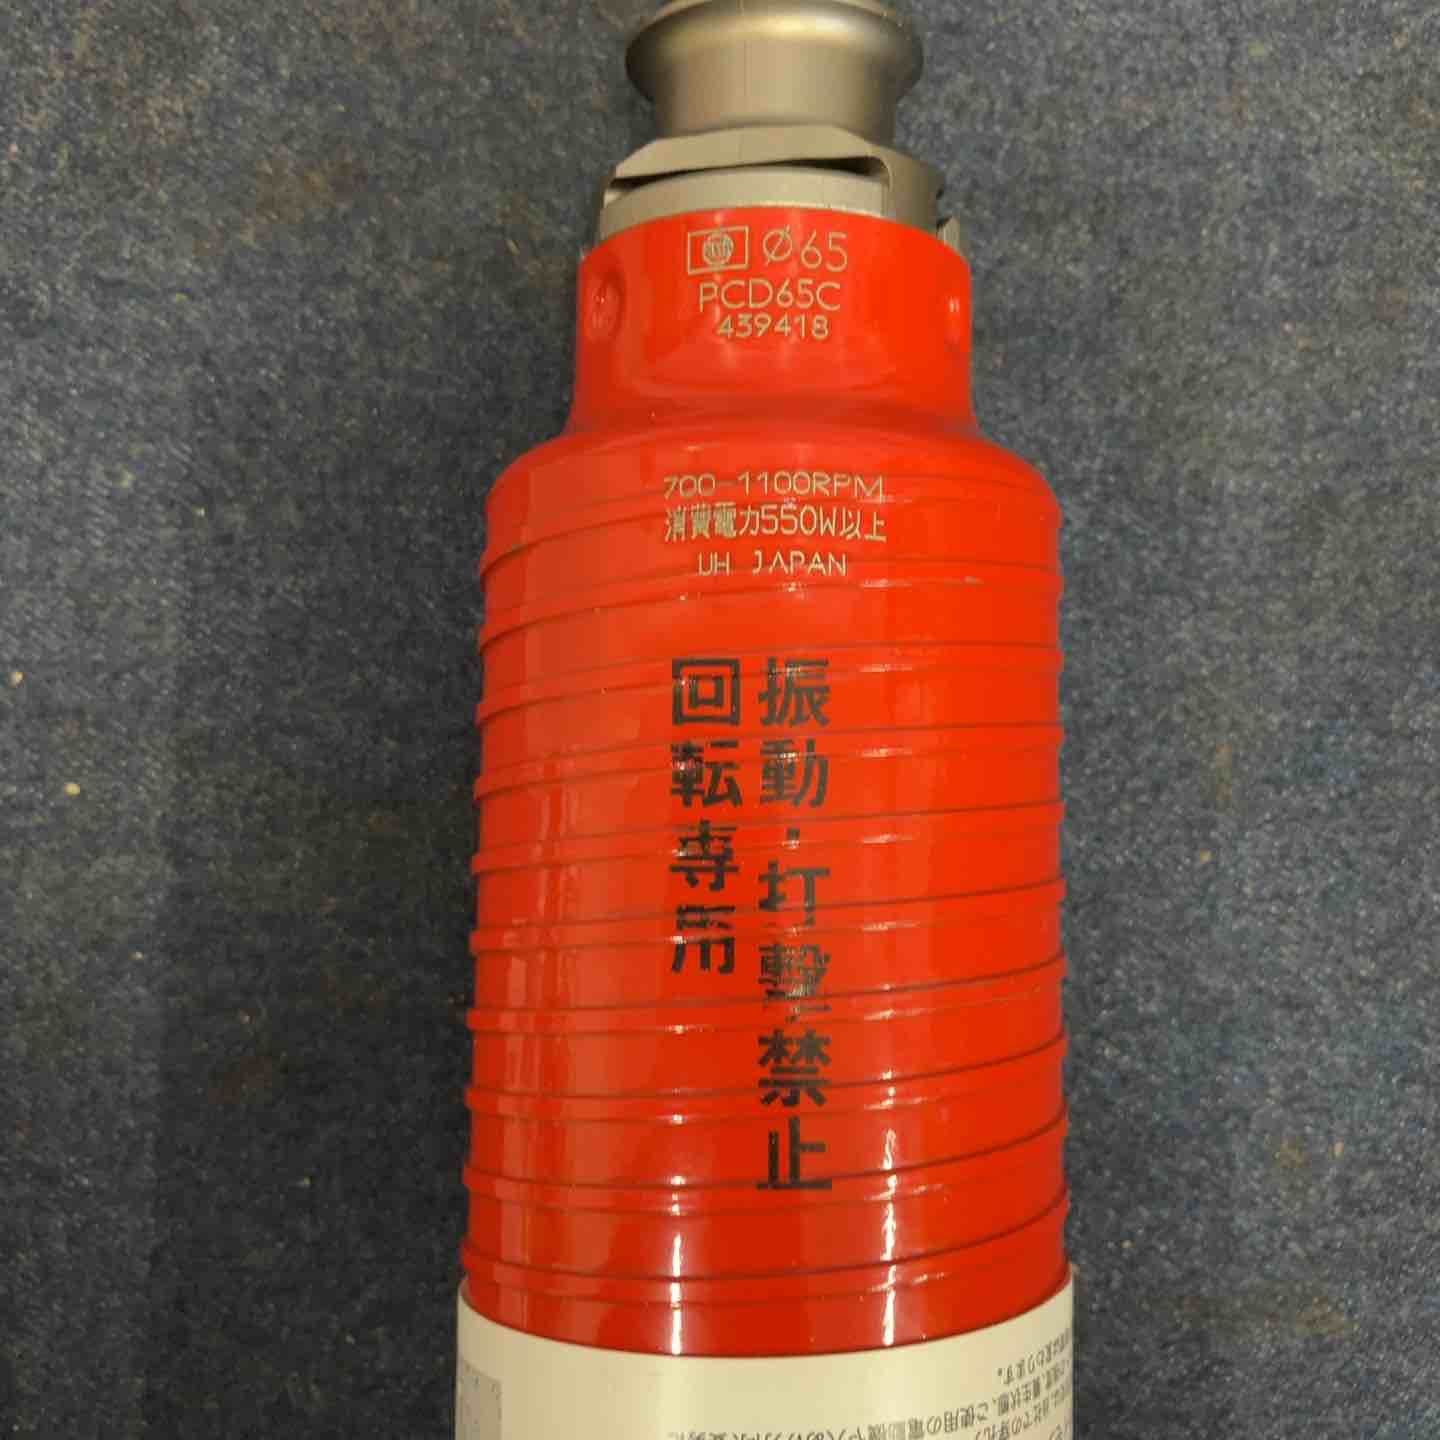 Ø65
PCD65C
439418
700-1100RPM
消費電力550W以上
UH JAPAN
振動・打撃禁止
回転専用